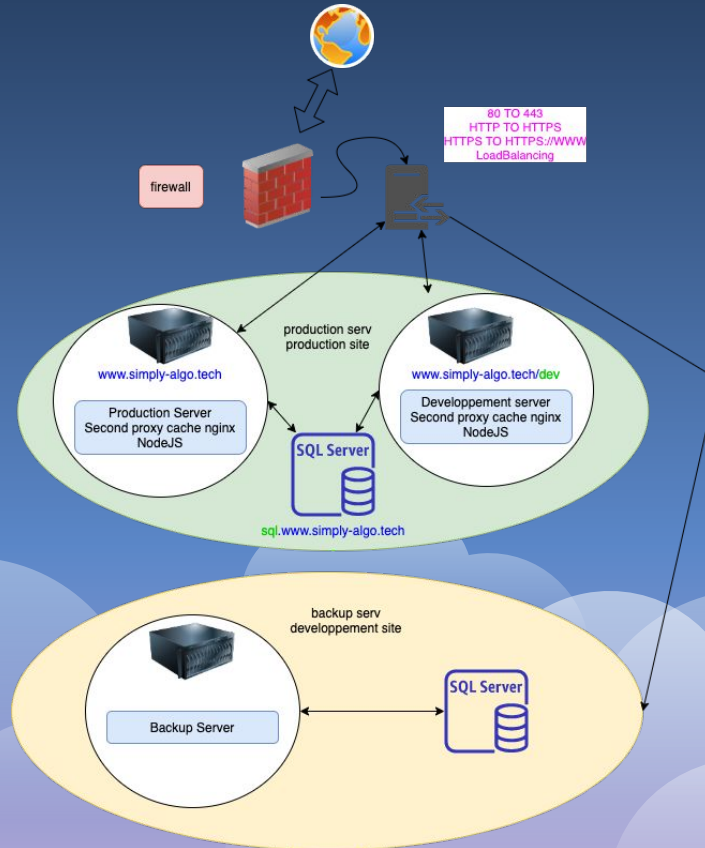 80 TO 443
HTTP TO HTTPS
HTTPS TO HTTPS://WWW
LoadBalancing
firewall
production serv
production site
www.simply-algo.tech
Production Server
Second proxy cache nginx
NodeJS
www.simply-algo.tech/dev
Developpement server
Second proxy cache nginx
NodeJS
SQL Server
sql.www.simply-algo.tech
backup serv
developpement site
Backup Server
SQL Server